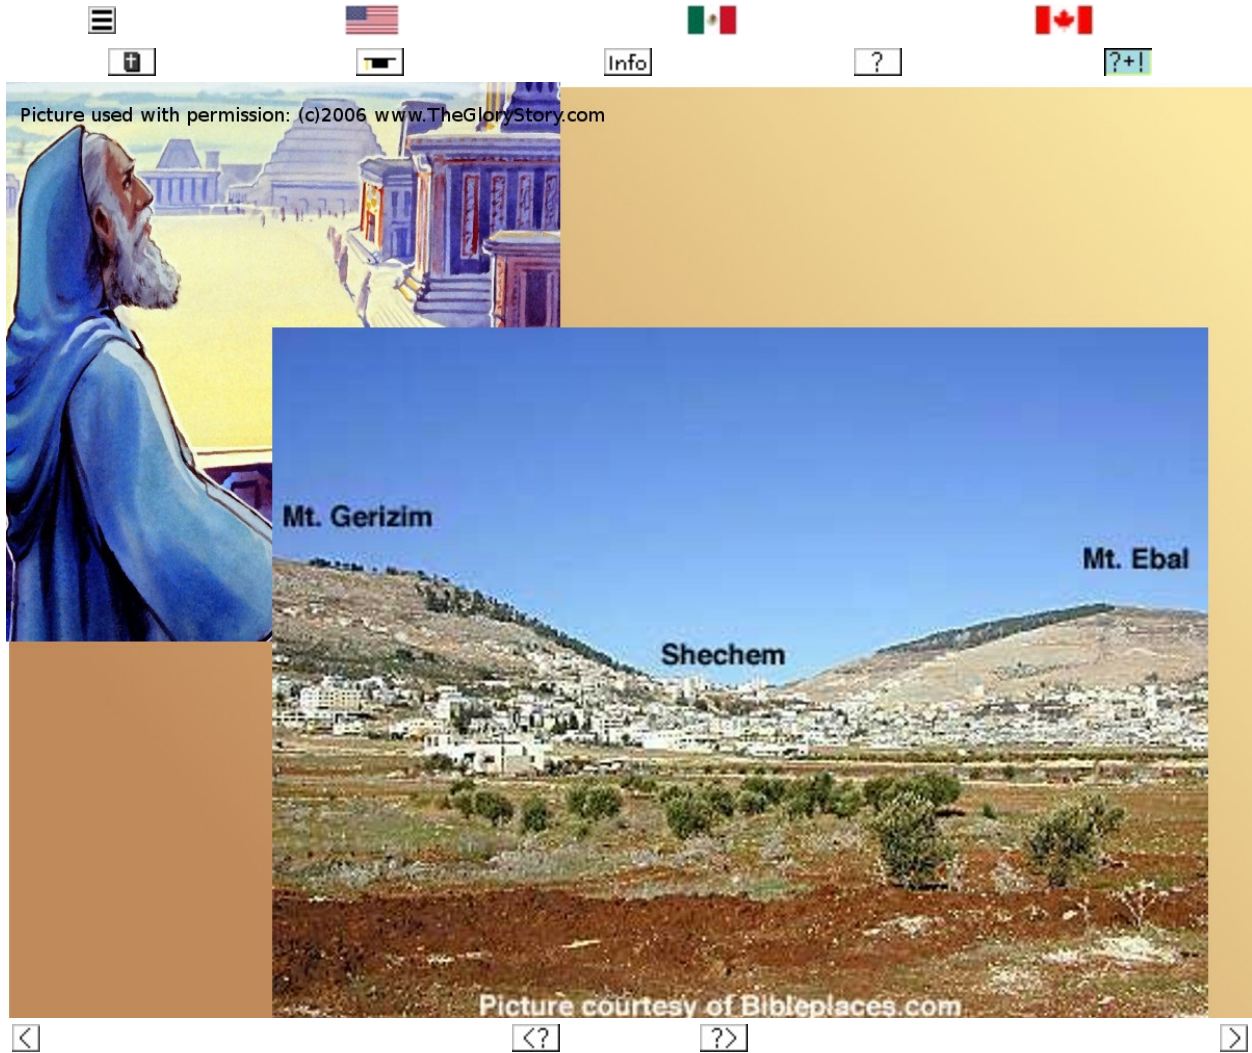 Info
?
?+!
Picture used with permission: (c)2006 www.TheGloryStory.com
Mt. Gerizim
Mt. Ebal
Shechem
Picture courtesy of Bibleplaces.com
<
<?
?>
>